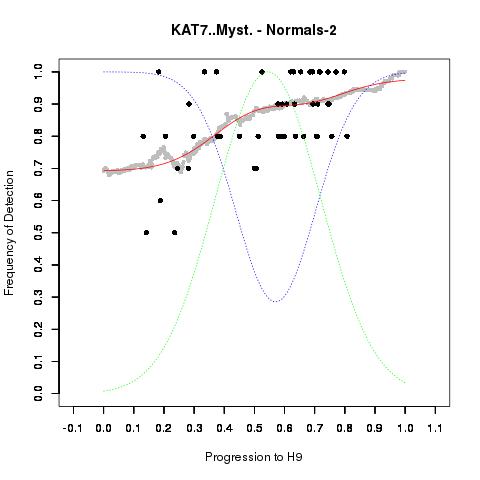 KAT7..Myst. - Normals-2
Frequency of Detection
1.0
0.9
0.8
0.7
0.6
0.5
0.4
0.3
0.2
0.1
0.0
-0.1 0.0 0.1 0.2 0.3 0.4 0.5 0.6 0.7 0.8 0.9 1.0 1.1
Progression to H9